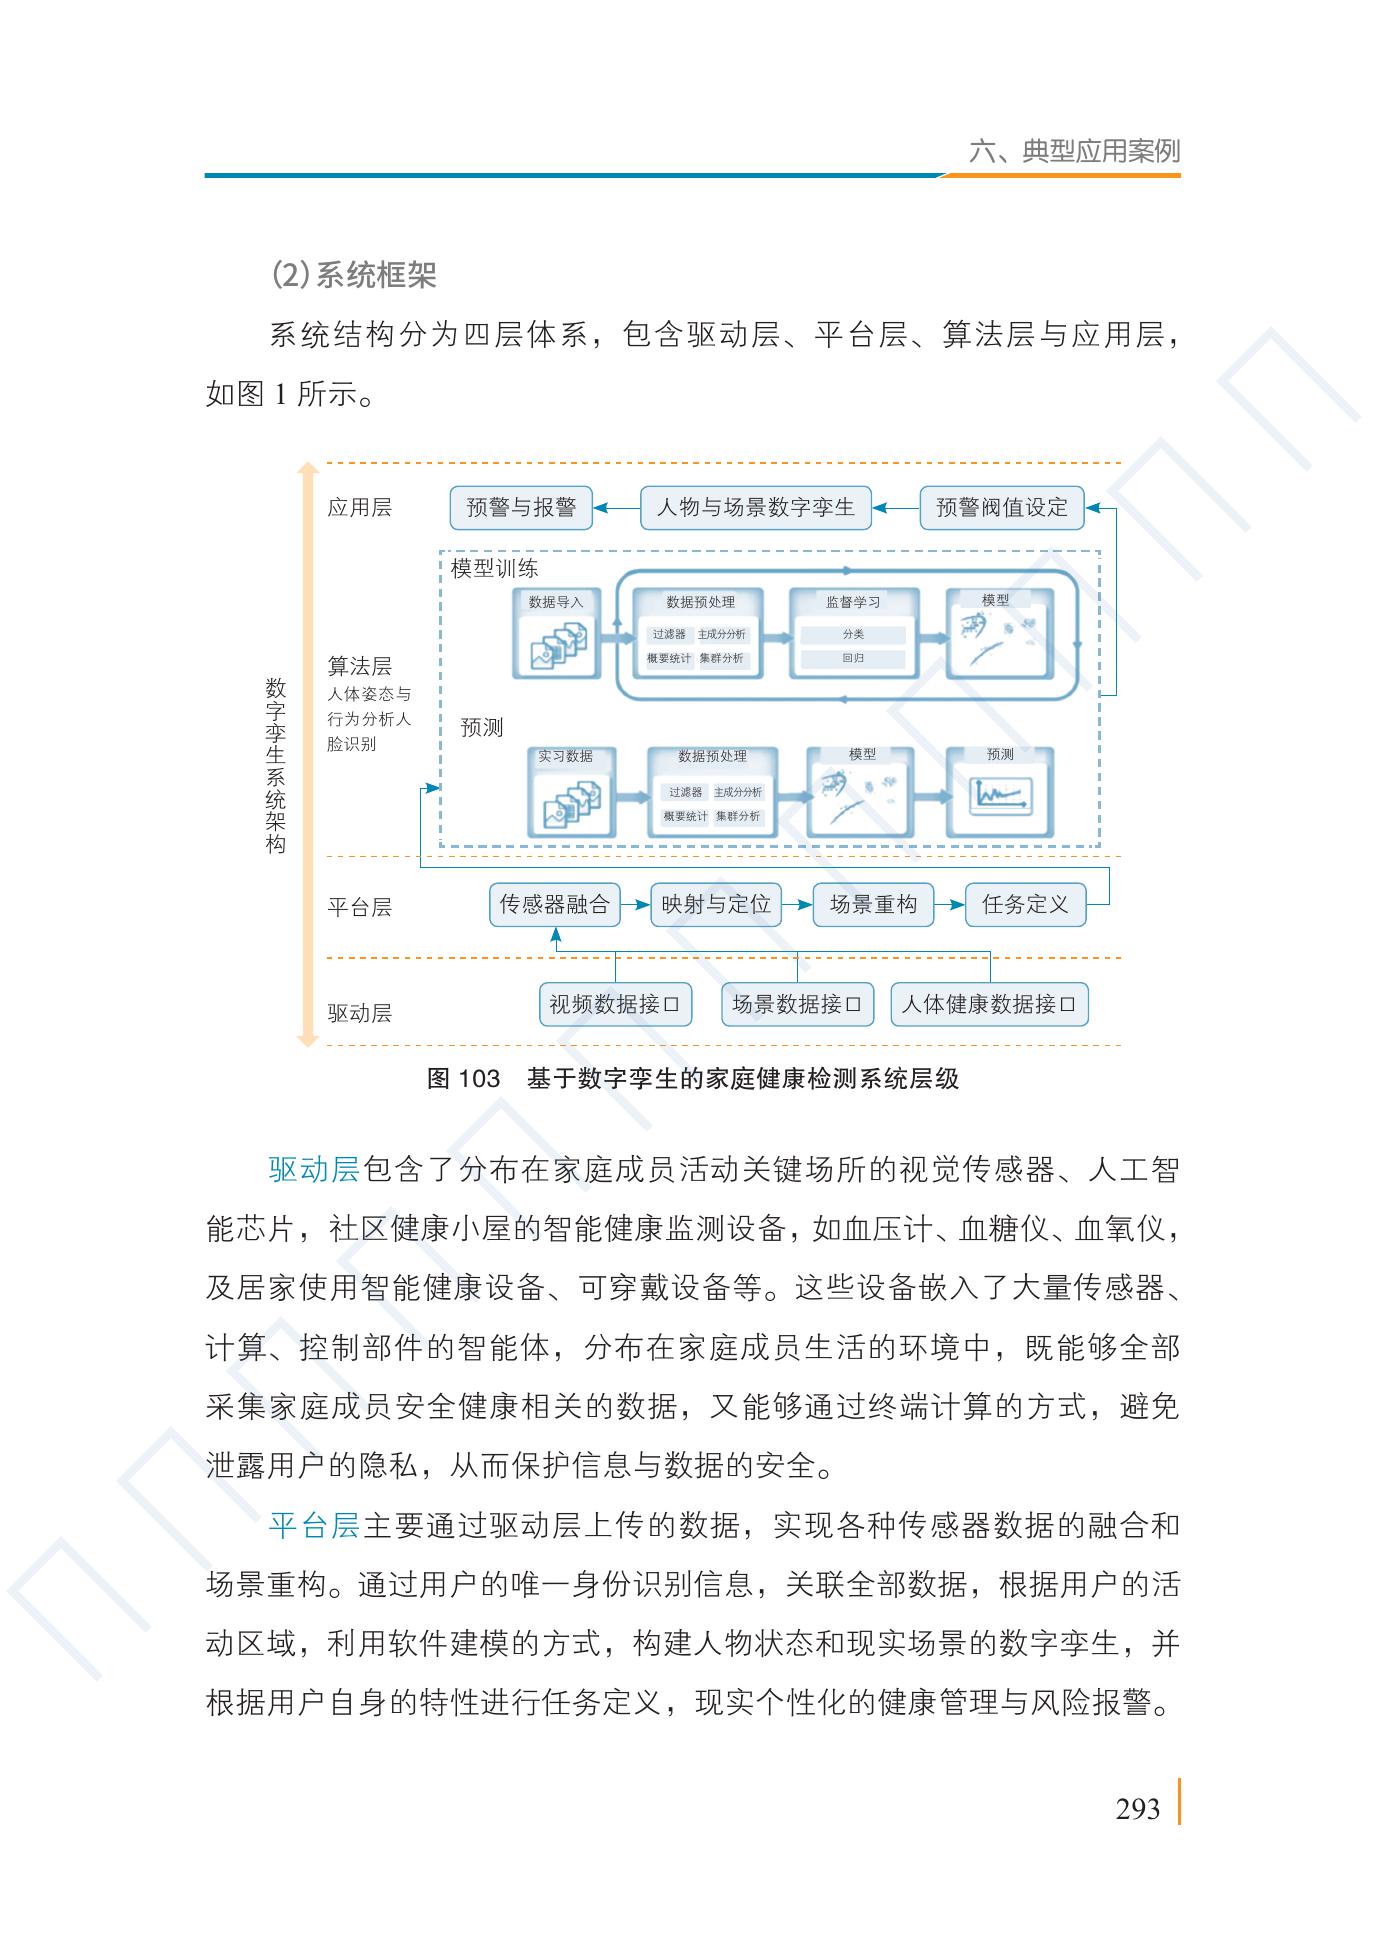 六、典型应用案例
（2）系统框架
系统结构分为四层体系，包含驱动层、平台层、算法层与应用层，
如图 1 所示。
数字孪生系统架构
应用层
预警与报警
人物与场景数字孪生
预警阀值设定
算法层
人体姿态与
行为分析人
脸识别
模型训练
数据导入
数据预处理
过滤器 主成分分析
概要统计 集群分析
监督学习
分类
回归
模型
预测
实习数据
数据预处理
过滤器 主成分分析
概要统计 集群分析
模型
预测
平台层
传感器融合
映射与定位
场景重构
任务定义
驱动层
视频数据接口
场景数据接口
人体健康数据接口
图 103 基于数字孪生的家庭健康检测系统层级
驱动层包含了分布在家庭成员活动关键场所的视觉传感器、人工智
能芯片，社区健康小屋的智能健康监测设备，如血压计、血糖仪、血氧仪，
及居家使用智能健康设备、可穿戴设备等。这些设备嵌入了大量传感器、
计算、控制部件的智能体，分布在家庭成员生活的环境中，既能够全部
采集家庭成员安全健康相关的数据，又能够通过终端计算的方式，避免
泄露用户的隐私，从而保护信息与数据的安全。
平台层主要通过驱动层上传的数据，实现各种传感器数据的融合和
场景重构。通过用户的唯一身份识别信息，关联全部数据，根据用户的活
动区域，利用软件建模的方式，构建人物状态和现实场景的数字孪生，并
根据用户自身的特性进行任务定义，现实个性化的健康管理与风险报警。
293